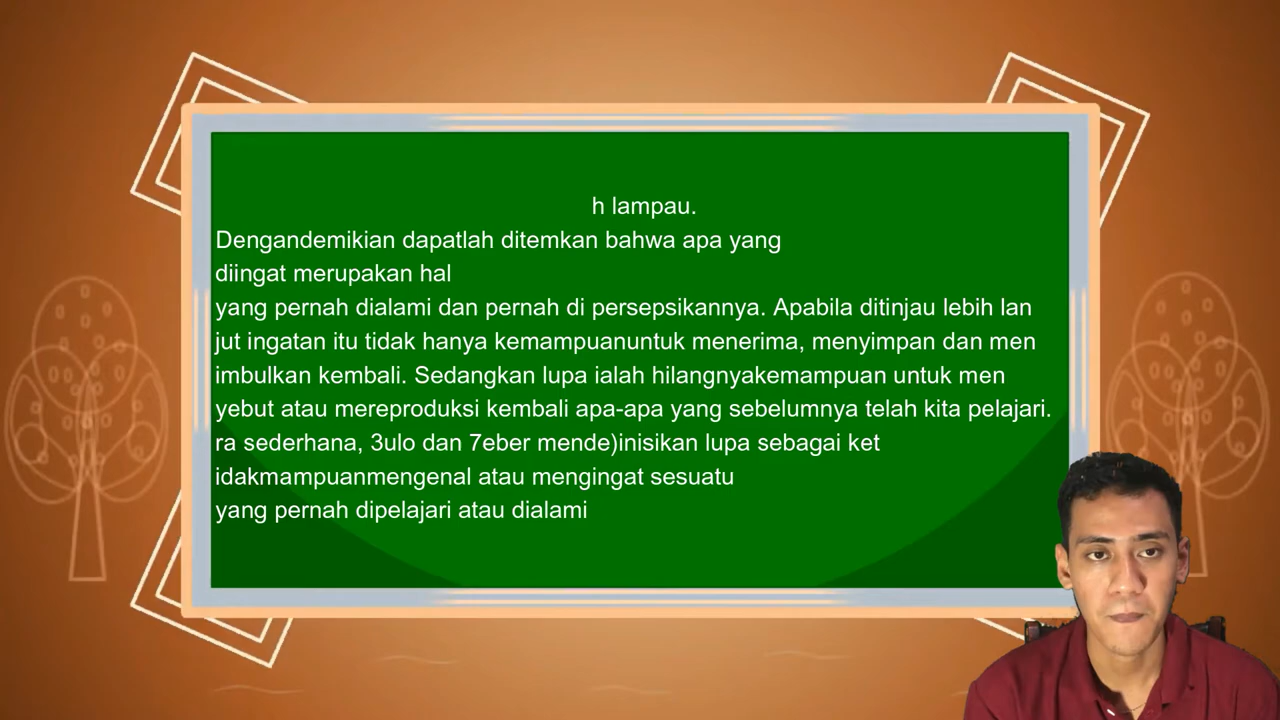 h lampau.
Dengandemikian dapatlah ditemkan bahwa apa yang
diingat merupakan hal
yang pernah dialami dan pernah di persepsikannya. Apabila ditinjau lebih lan
jut ingatan itu tidak hanya kemampuanuntuk menerima, menyimpan dan men
imbulkan kembali. Sedangkan lupa ialah hilangnyakemampuan untuk men
yebut atau mereproduksi kembali apa-apa yang sebelumnya telah kita pelajari.
ra sederhana, 3ulo dan 7eber mende)inisikan lupa sebagai ket
idakmampuanmengenal atau mengingat sesuatu
yang pernah dipelajari atau dialami